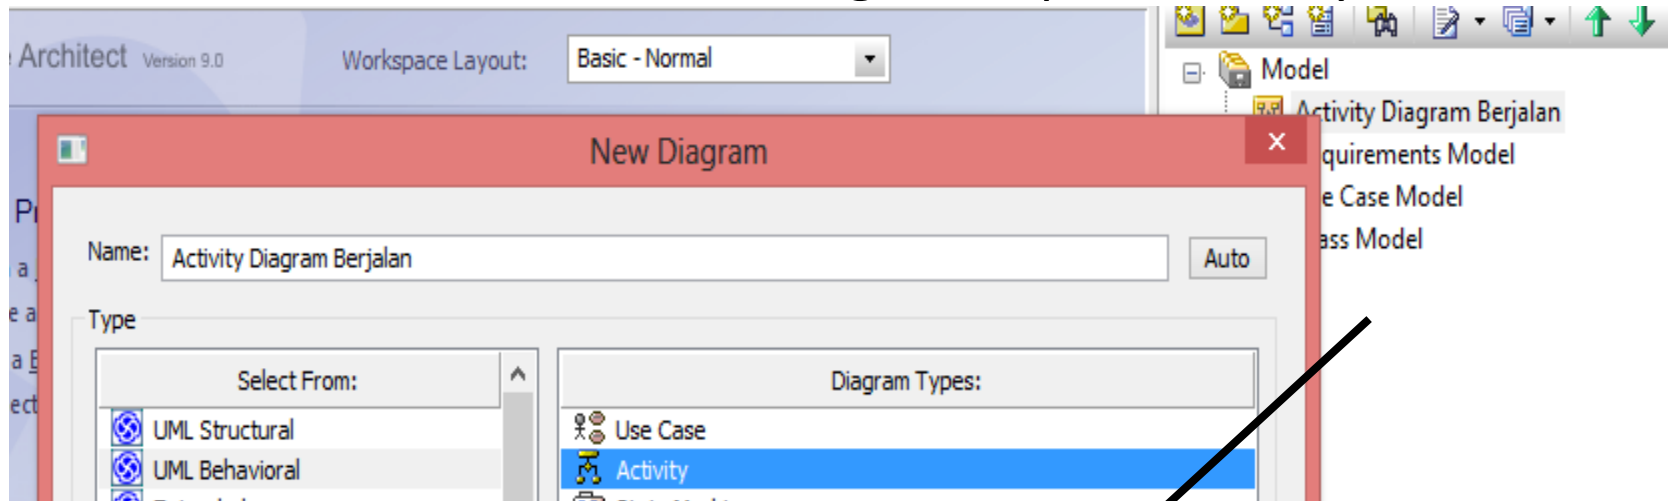 Architect Version 9.0
Workspace Layout:
Basic - Normal
Model
Activity Diagram Berjalan
quirements Model
e Case Model
ass Model
New Diagram
Name:
Activity Diagram Berjalan
Auto
Type
Select From:
UML Structural
UML Behavioral
Diagram Types:
Use Case
Activity